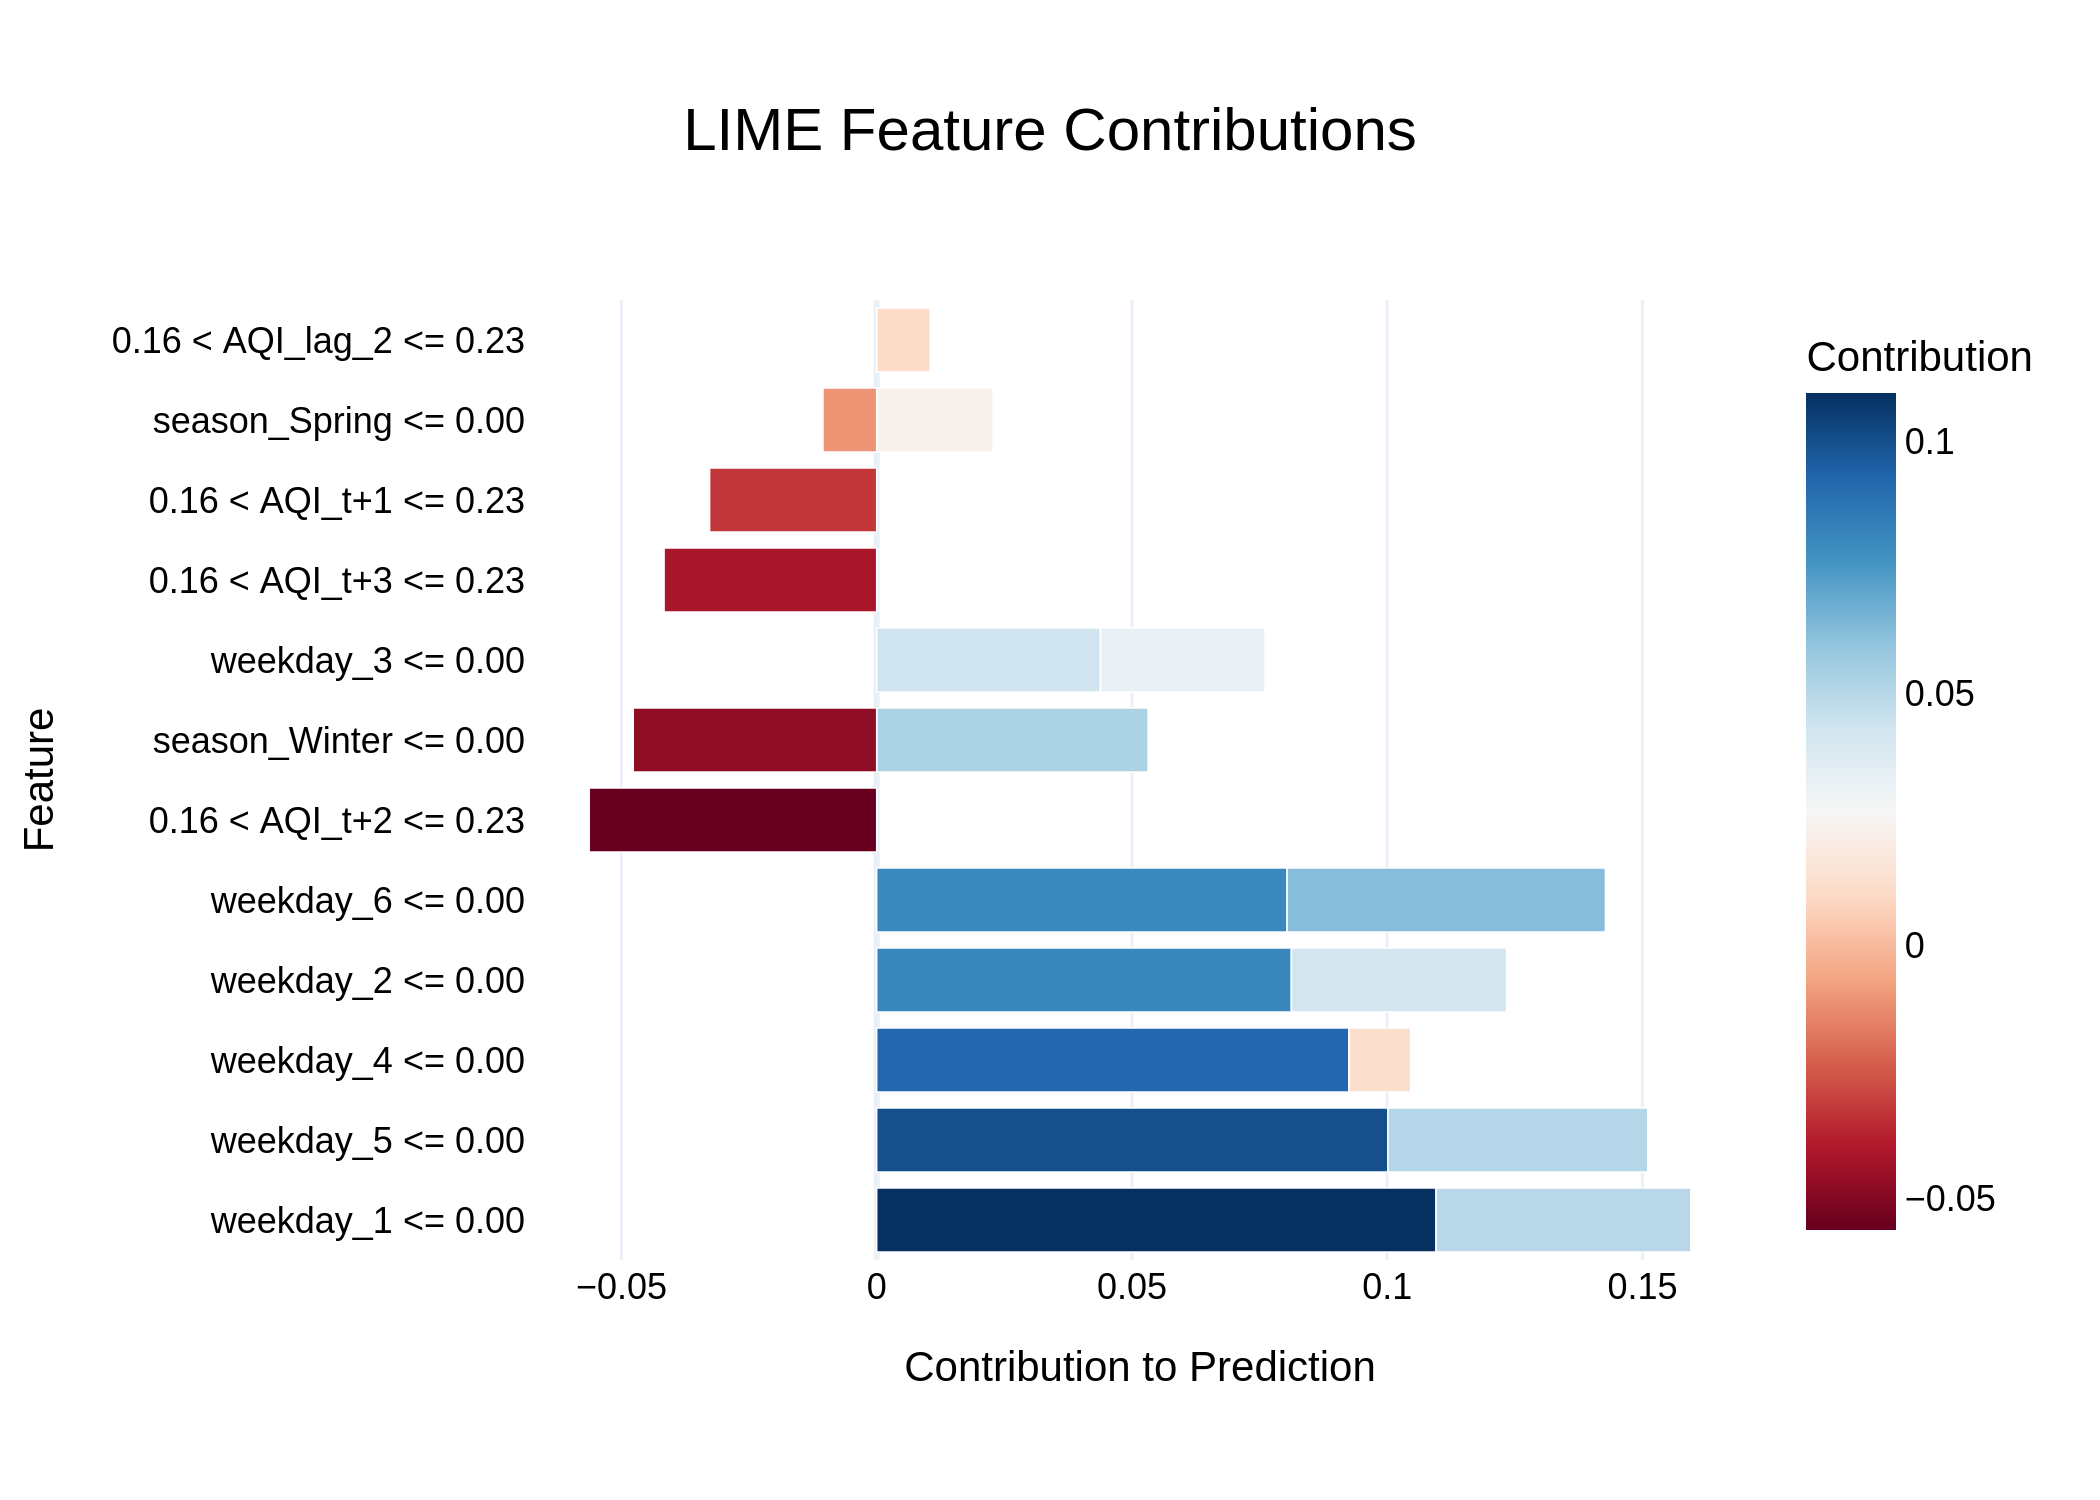 LIME Feature Contributions
0.16 < AQI_lag_2 <= 0.23
season_Spring <= 0.00
0.16 < AQI_t+1 <= 0.23
0.16 < AQI_t+3 <= 0.23
weekday_3 <= 0.00
season_Winter <= 0.00
0.16 < AQI_t+2 <= 0.23
weekday_6 <= 0.00
weekday_2 <= 0.00
weekday_4 <= 0.00
weekday_5 <= 0.00
weekday_1 <= 0.00
Feature
−0.05
0
0.05
0.1
0.15
Contribution to Prediction
Contribution
0.1
0.05
0
−0.05